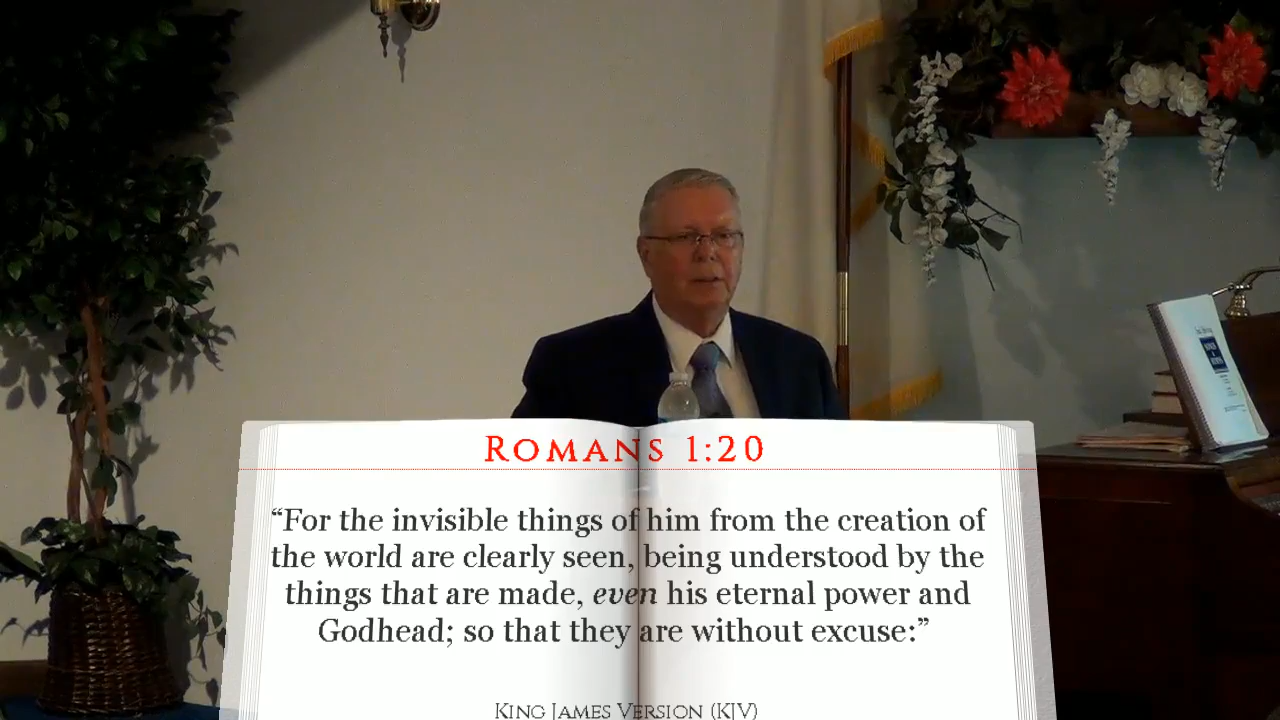 Romans 1:20
“For the invisible things of him from the creation of
the world are clearly seen, being understood by the
things that are made, even his eternal power and
Godhead; so that they are without excuse:”
King James Version (KJV)